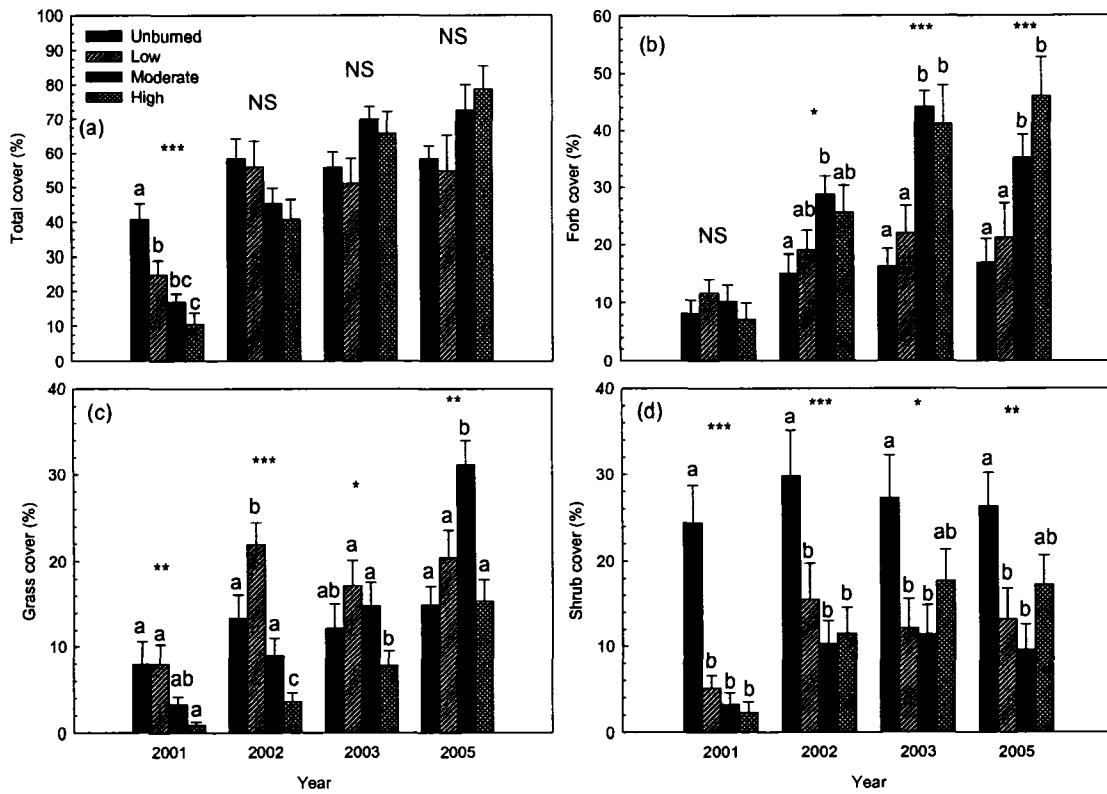 Unburned
Low
Moderate
High
(a)
Total cover (%)
100
90
80
70
60
50
40
30
20
10
0
***
NS
NS
NS
a
b
bc
c
(b)
Forb cover (%)
60
50
40
30
20
10
0
NS
*
***
***
a
ab
b
ab
a
a
b
b
a
a
b
b
(c)
Grass cover (%)
40
30
20
10
0
**
***
*
**
a
a
ab
a
a
b
a
c
ab
a
a
b
a
a
b
a
2001
2002
2003
2005
Year
(d)
Shrub cover (%)
40
30
20
10
0
***
***
*
**
a
b
b
b
a
b
b
b
a
b
b
ab
a
b
b
ab
2001
2002
2003
2005
Year